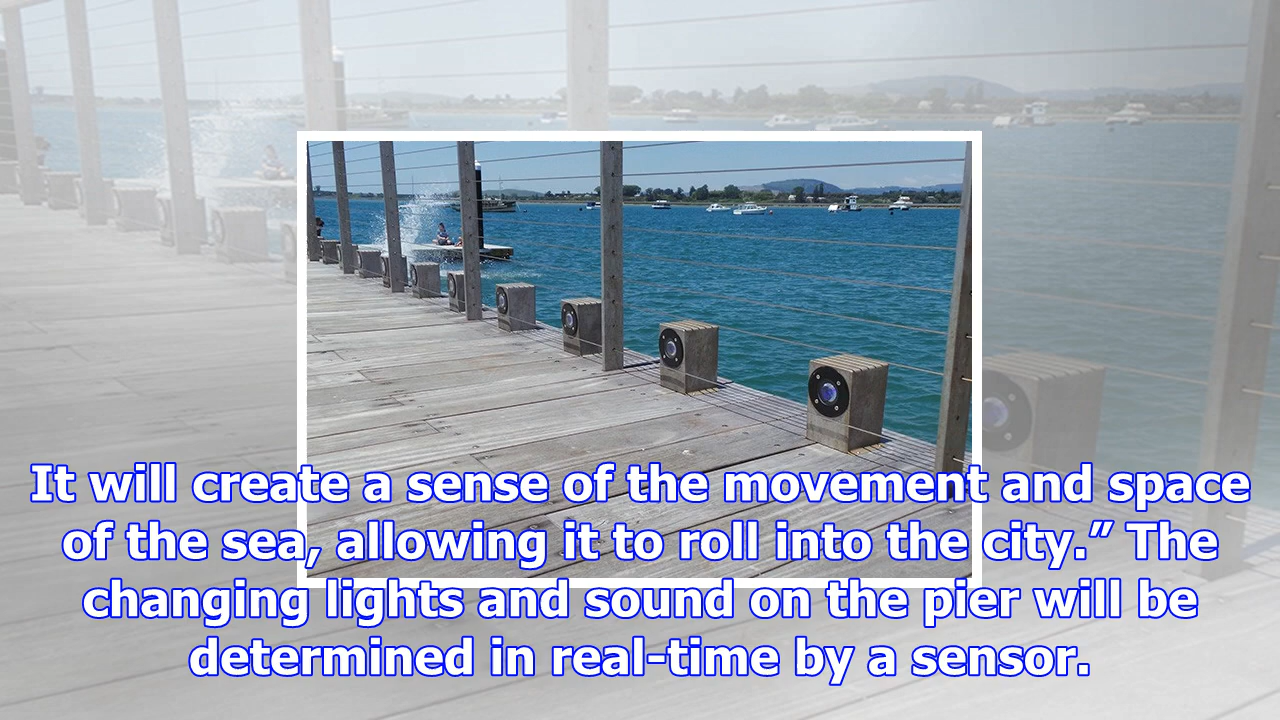 It will create a sense of the movement and space
of the sea, allowing it to roll into the city.” The
changing lights and sound on the pier will be
determined in real-time by a sensor.